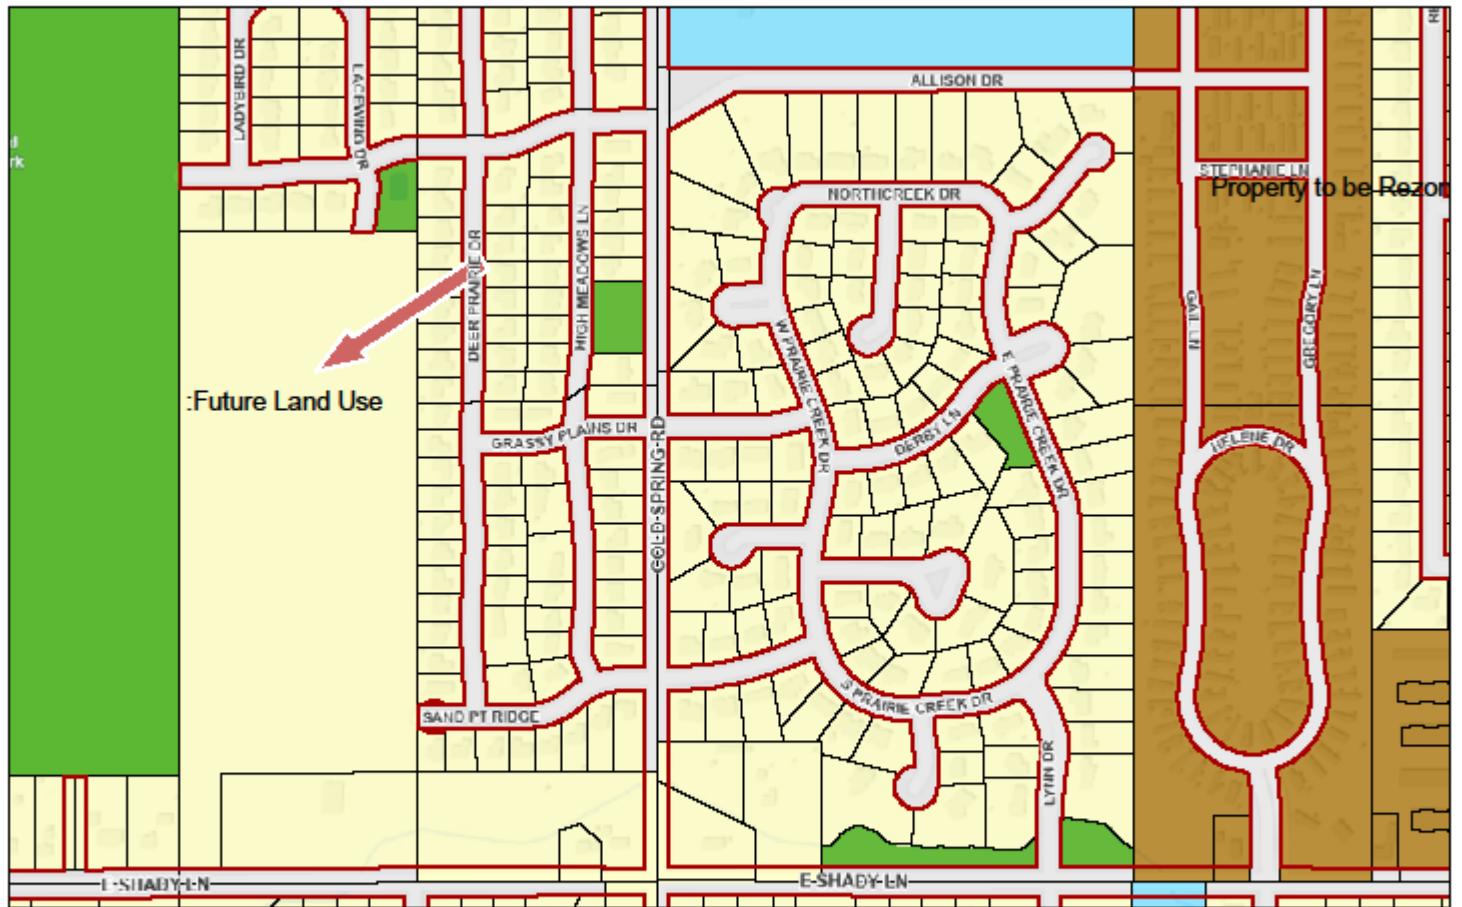 LADYBIRD DR
LACEWING DR
ALLISON DR
d
rk
STEPHANIE LN
Property to be Rezon
NORTHCREEK DR
DEER PRAIRIE DR
HIGH MEADOWS LN
GAIL LN
GREGORY LN
W PRAIRIE CREEK DR
E PRAIRIE CREEK DR
:Future Land Use
GRASSY PLAINS DR
COLD-SPRING-RD
DERBY LN
HELENE DR
SAND PT RIDGE
S PRAIRIE CREEK DR
LYNN DR
E-SHADY-LN
E-SHADY-LN